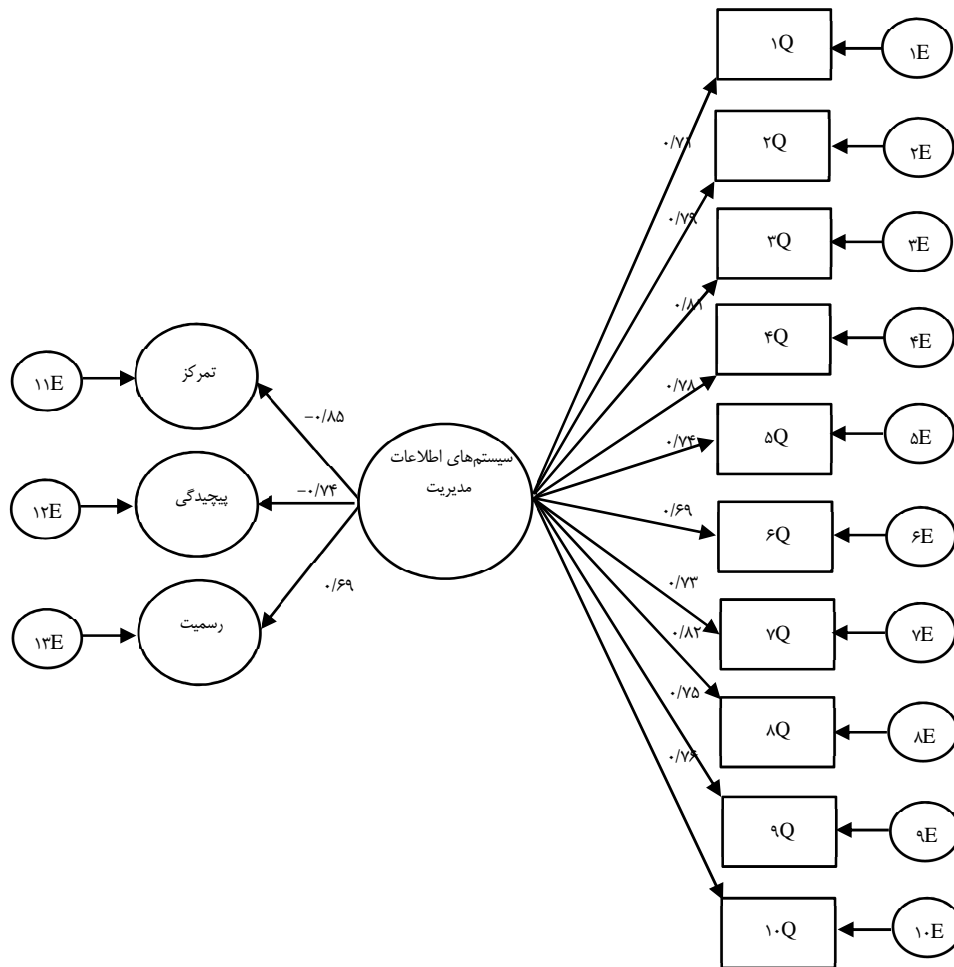 ۱Q
۱E
۰/۷۱
۲Q
۲E
۰/۷۹
۳Q
۳E
۰/۸۱
۴Q
۴E
۰/۷۸
۵Q
۵E
۰/۷۴
۶Q
۶E
۰/۶۹
۷Q
۷E
۰/۷۳
۸Q
۸E
۰/۸۲
۹Q
۹E
۰/۷۵
۱۰Q
۱۰E
۰/۷۶
سیستم‌های اطلاعات
مدیریت
تمرکز
۱۱E
−۰/۸۵
پیچیدگی
۱۲E
−۰/۷۴
رسمیت
۱۳E
۰/۶۹